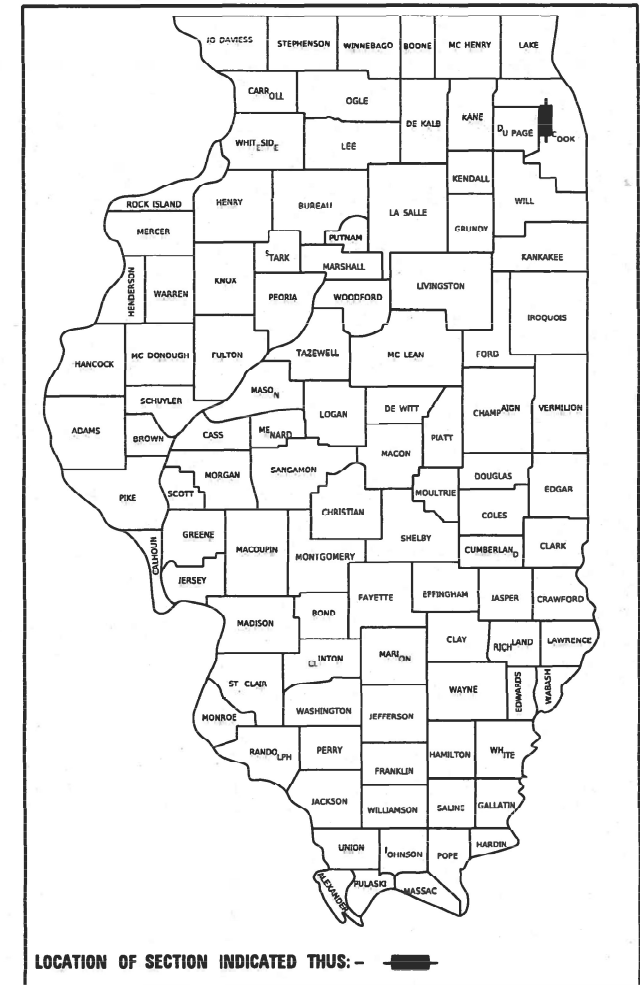 JO DAVIESS
STEPHENSON
WINNEBAGO
BOONE
MC HENRY
LAKE
CARROLL
OGLE
DE KALB
KANE
DU PAGE
COOK
WHITESIDE
LEE
ROCK ISLAND
HENRY
BUREAU
LA SALLE
KENDALL
WILL
GRUNDY
MERCER
PUTNAM
STARK
MARSHALL
KANKAKEE
HENDERSON
WARREN
KNUX
PEORIA
WOODFORD
LIVINGSTON
IROQUOIS
HANCOCK
MC DONOUGH
FULTON
TAZEWELL
MC LEAN
FORD
MASON
SCHUYLER
LOGAN
DE WITT
CHAMPAIGN
VERMILION
ADAMS
BROWN
CASS
MENARD
PIATT
MACON
SANGAMON
MORGAN
SCOTT
PIKE
CHRISTIAN
MOULTRIE
DOUGLAS
EDGAR
COLES
GREENE
MACOUPIN
MONTGOMERY
SHELBY
CUMBERLAND
CLARK
CALHOUN
JERSEY
FAYETTE
EFFINGHAM
JASPER
CRAWFORD
MADISON
BOND
CLINTON
MARION
CLAY
RICHLAND
LAWRENCE
ST CLAIR
WASHINGTON
WAYNE
EDWARDS
WABASH
MONROE
JEFFERSON
RANDOLPH
PERRY
FRANKLIN
HAMILTON
WHITE
JACKSON
WILLIAMSON
SALINE
GALLATIN
UNION
JOHNSON
POPE
HARDIN
ALEXANDER
PULASKI
MASSAC
LOCATION OF SECTION INDICATED THUS: -